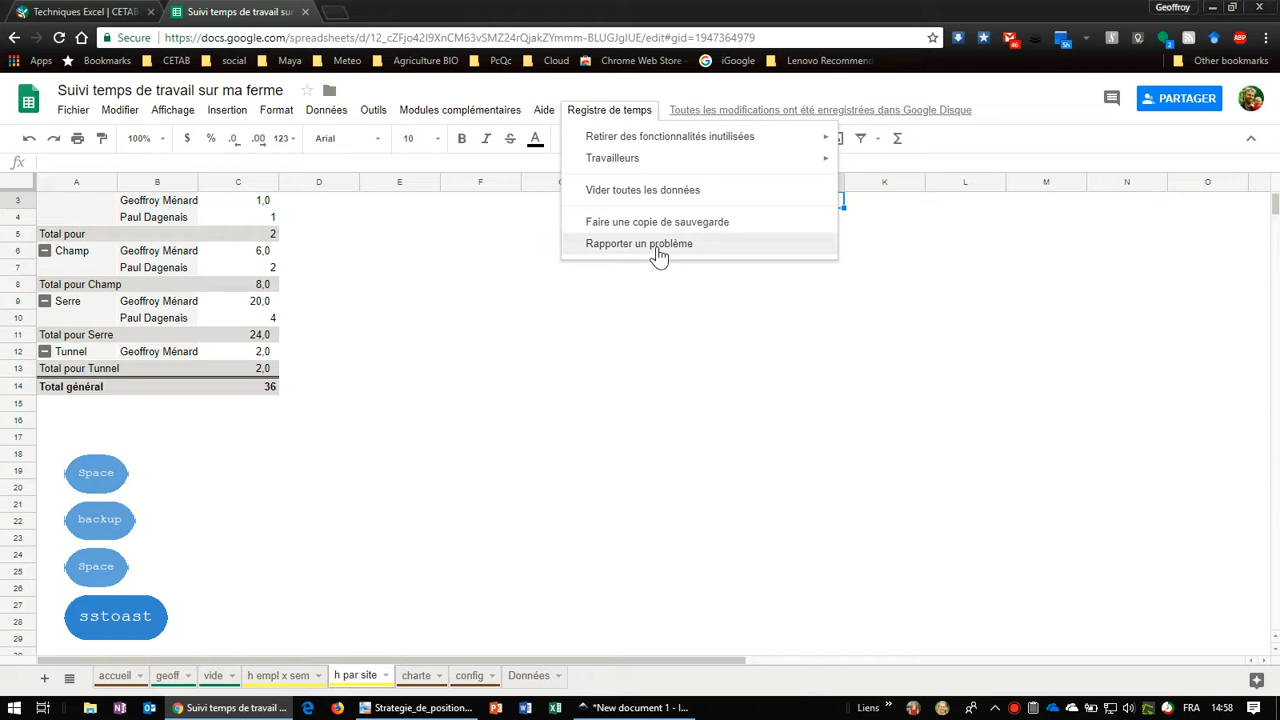 Techniques Excel | CETAB
Suivi temps de travail sur
Geoffroy
Secure
https://docs.google.com/spreadsheets/d/12_cZFjo42I9XnCM63vSMZ24RqkAZYmmm-BLUGJgIUE/edit#gid=1947364979
Apps
Bookmarks
CETAB
social
Maya
Meteo
Agriculture BIO
PcQc
Cloud
Chrome Web Store
iGoogle
Lenovo Recommend
Other bookmarks
Suivi temps de travail sur ma ferme
PARTAGER
Fichier Modifier Affichage Insertion Format Données Outils Modules complémentaires Aide Registre de temps Toutes les modifications ont été enregistrées dans Google Disque
100% $ % .0 .00 123 Arial 10 B I S A Σ
Retirer des fonctionnalités inutilisées
Travailleurs
Vider toutes les données
Faire une copie de sauvegarde
Rapporter un problème
fx
A B C D E F K L M N O
3 Geoffroy Ménard 1,0
4 Paul Dagenais 1
5 Total pour 2
6 Champ Geoffroy Ménard 6,0
7 Paul Dagenais 2
8 Total pour Champ 8,0
9 Serre Geoffroy Ménard 20,0
10 Paul Dagenais 4
11 Total pour Serre 24,0
12 Tunnel Geoffroy Ménard 2,0
13 Total pour Tunnel 2,0
14 Total général 36
15
16
17
18
19 Space
20
21
22 backup
23
24
25 Space
26
27 sstoast
28
29
accueil geoff vide h empl x sem h par site charte config Données
Suivi temps de travail ...
Strategie_de_position...
*New document 1 - I...
Liens
FRA
14:58